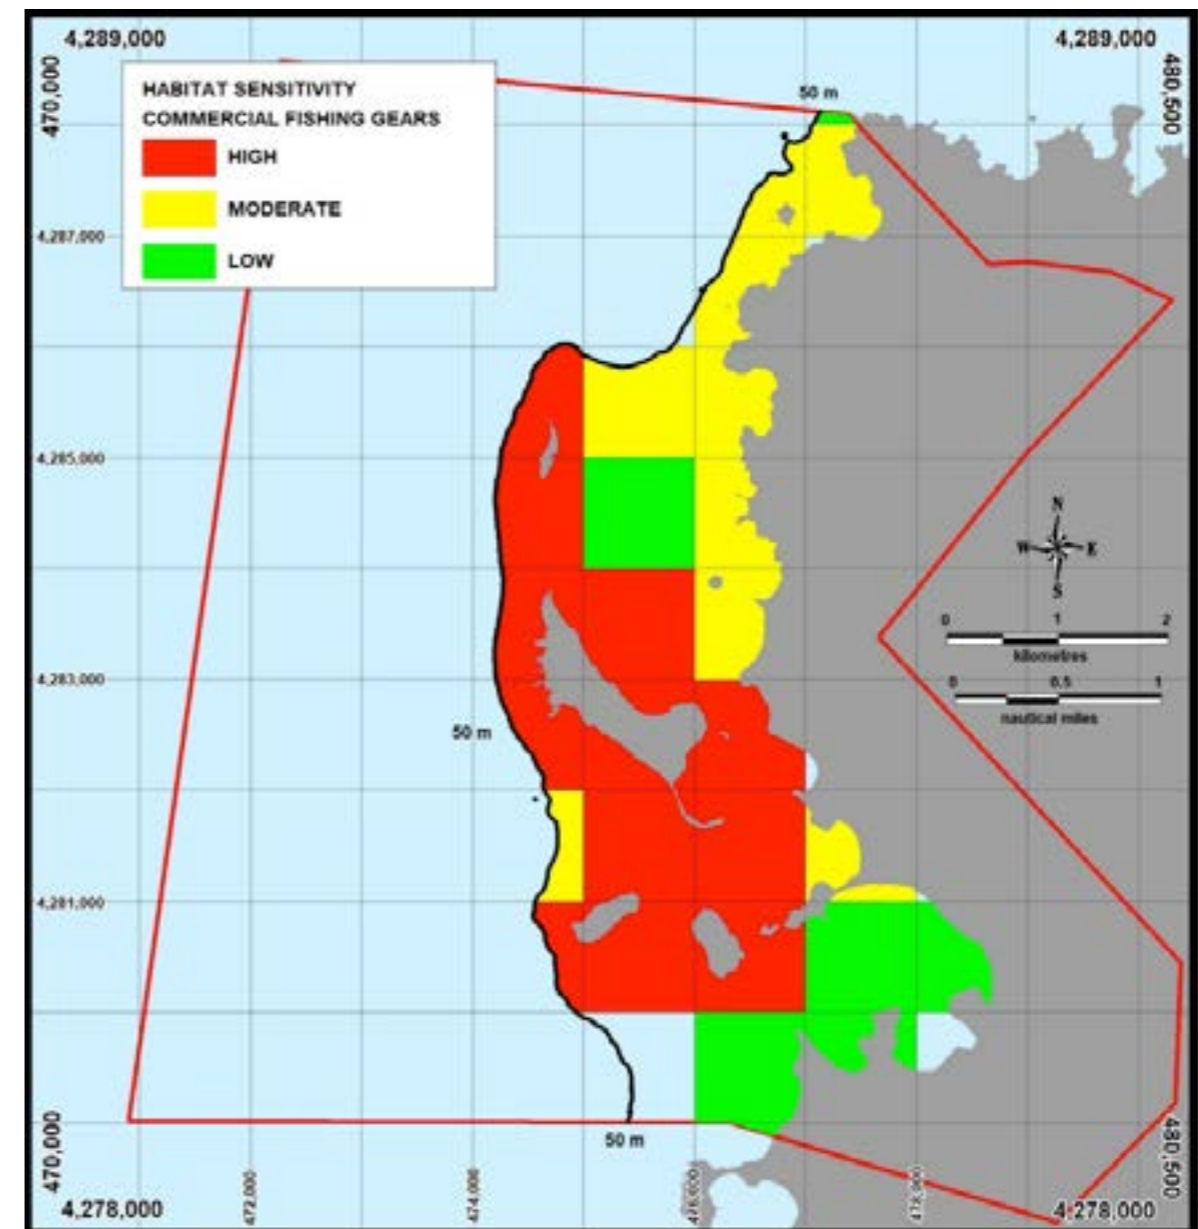 4,289,000
4,289,000
470,000
480,500
HABITAT SENSITIVITY
COMMERCIAL FISHING GEARS
HIGH
MODERATE
LOW
50 m
4,287,000
4,285,000
N
W E
S
0 1 2
kilometres
0 0.5 1
nautical miles
4,283,000
50 m
4,281,000
50 m
470,000
480,500
472,000
474,000
476,000
478,000
4,278,000
4,278,000